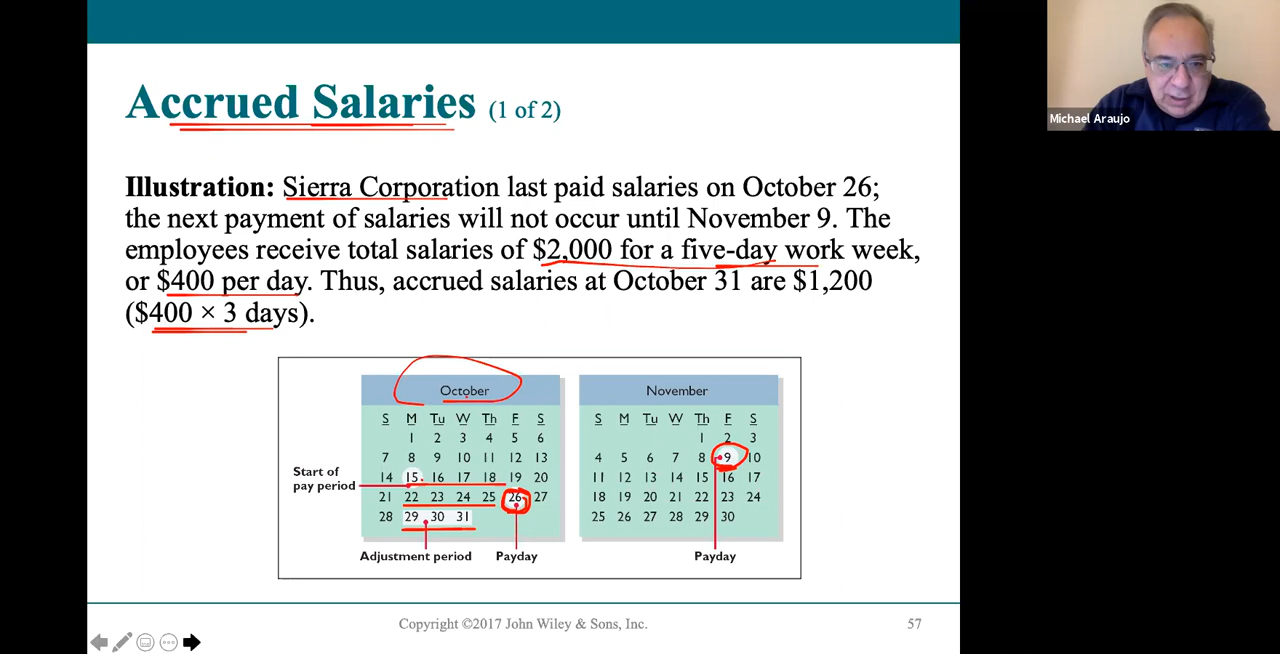 Accrued Salaries (1 of 2)
Michael Araujo
Illustration: Sierra Corporation last paid salaries on October 26;
the next payment of salaries will not occur until November 9. The
employees receive total salaries of $2,000 for a five-day work week,
or $400 per day. Thus, accrued salaries at October 31 are $1,200
($400 × 3 days).
October
S M Tu W Th F S
1 2 3 4 5 6
7 8 9 10 11 12 13
14 15 16 17 18 19 20
21 22 23 24 25 26 27
28 29 30 31
Start of
pay period
Adjustment period
Payday
November
S M Tu W Th F S
1 2 3
4 5 6 7 8 9 10
11 12 13 14 15 16 17
18 19 20 21 22 23 24
25 26 27 28 29 30
Payday
Copyright ©2017 John Wiley & Sons, Inc.
57